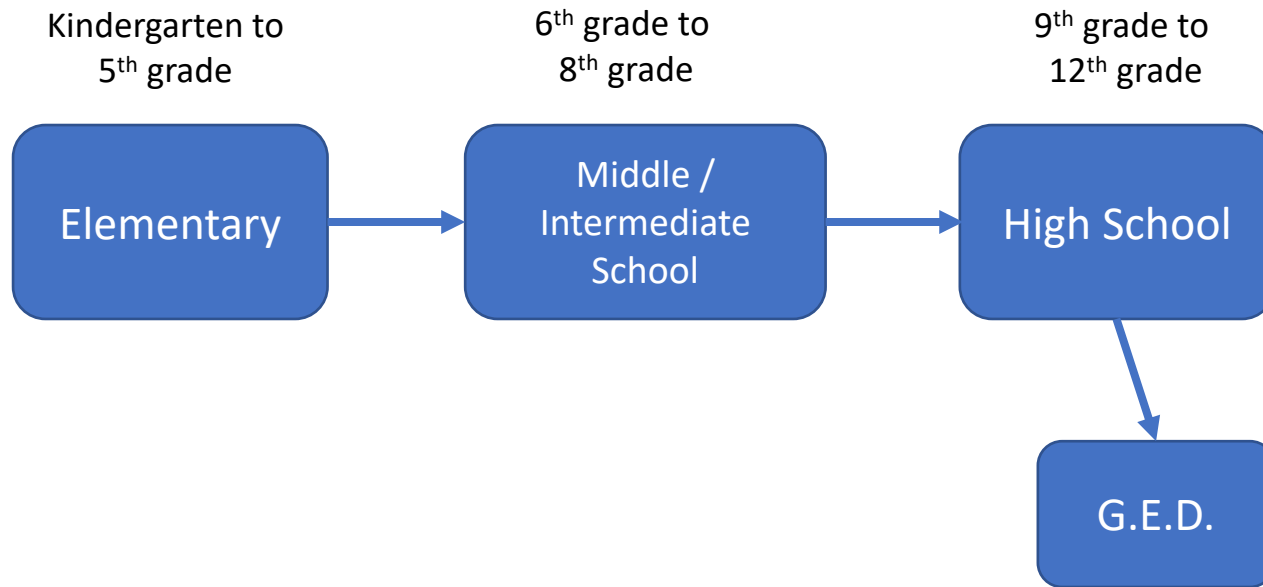 Kindergarten to
5th grade
6th grade to
8th grade
9th grade to
12th grade
Elementary
Middle /
Intermediate
School
High School
G.E.D.